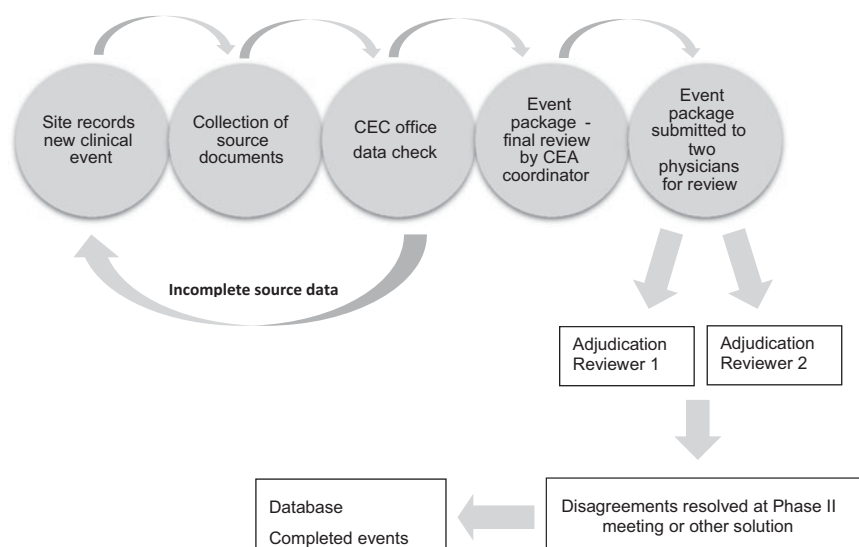 Site records
new clinical
event
Collection of
source
documents
CEC office
data check
Event
package -
final review
by CEA
coordinator
Event
package
submitted to
two
physicians
for review
Incomplete source data
Adjudication
Reviewer 1
Adjudication
Reviewer 2
Disagreements resolved at Phase II
meeting or other solution
Database
Completed events